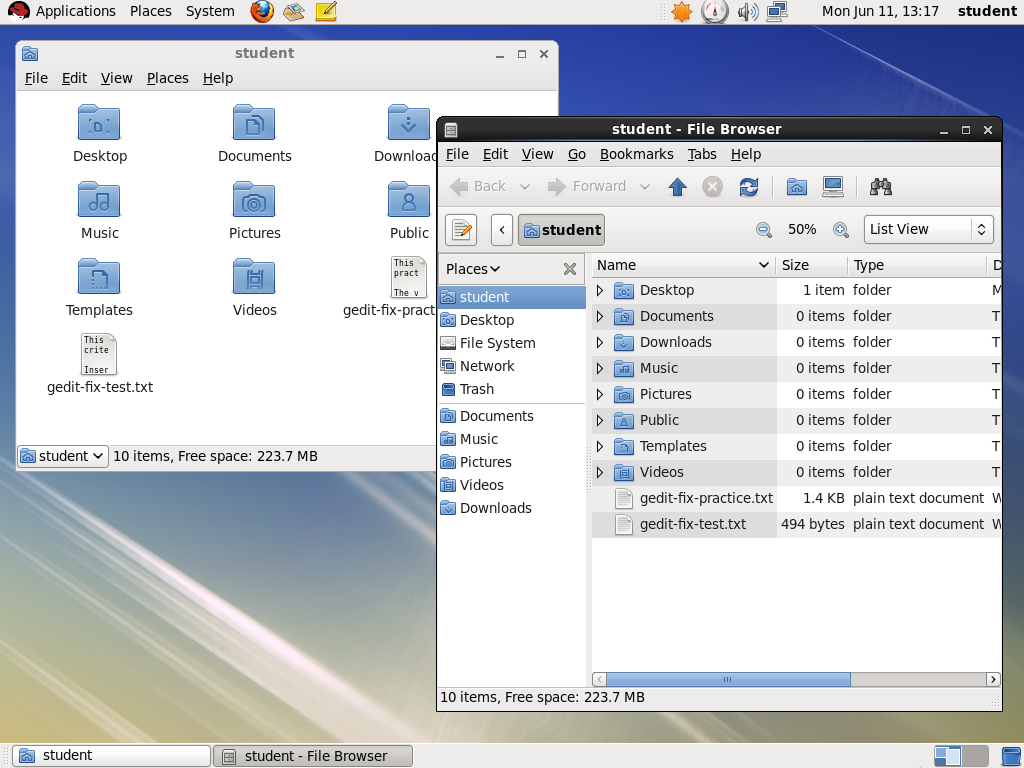 Applications Places System Mon Jun 11, 13:17 student
student
File Edit View Places Help
Desktop Documents
Music Pictures Public
Templates Videos
This
pract
The v
gedit-fix-test.txt
This
crite
Inser
student 10 items, Free space: 223.7 MB
student - File Browser
File Edit View Go Bookmarks Tabs Help
Back Forward
student 50% List View
Places
student
Desktop
File System
Network
Trash
Documents
Music
Pictures
Videos
Downloads
Name Size Type D
Desktop 1 item folder M
Documents 0 items folder T
Downloads 0 items folder T
Music 0 items folder T
Pictures 0 items folder T
Public 0 items folder T
Templates 0 items folder T
Videos 0 items folder T
gedit-fix-practice.txt 1.4 KB plain text document W
gedit-fix-test.txt 494 bytes plain text document W
10 items, Free space: 223.7 MB
student student - File Browser